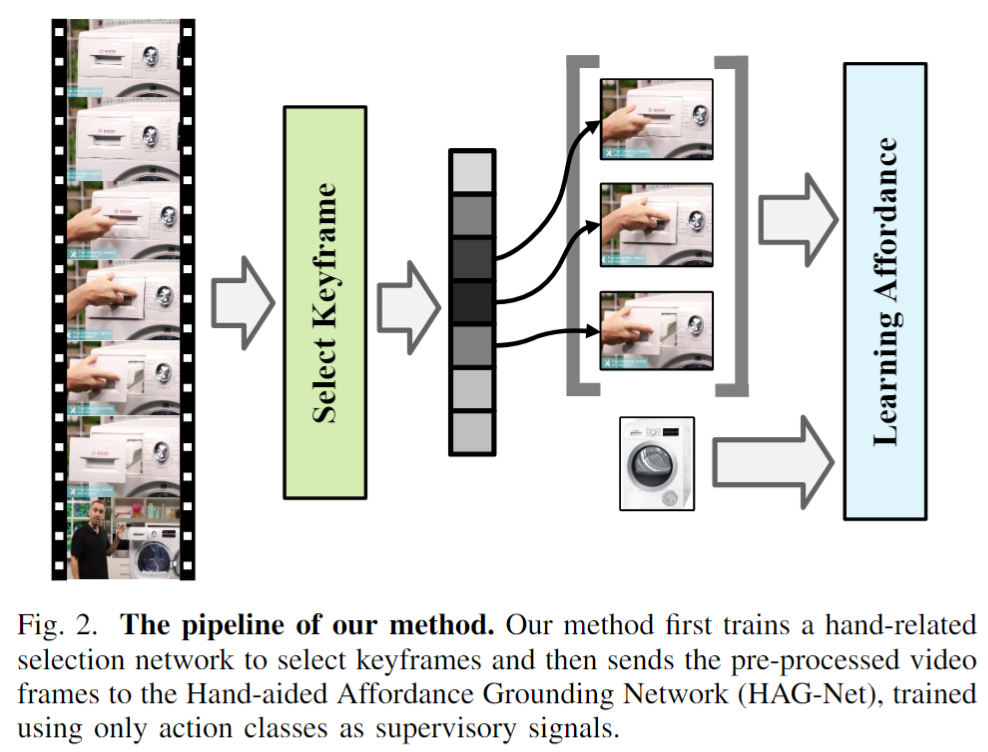 Select Keyframe
Learning Affordance
Fig. 2. The pipeline of our method. Our method first trains a hand-related
selection network to select keyframes and then sends the pre-processed video
frames to the Hand-aided Affordance Grounding Network (HAG-Net), trained
using only action classes as supervisory signals.